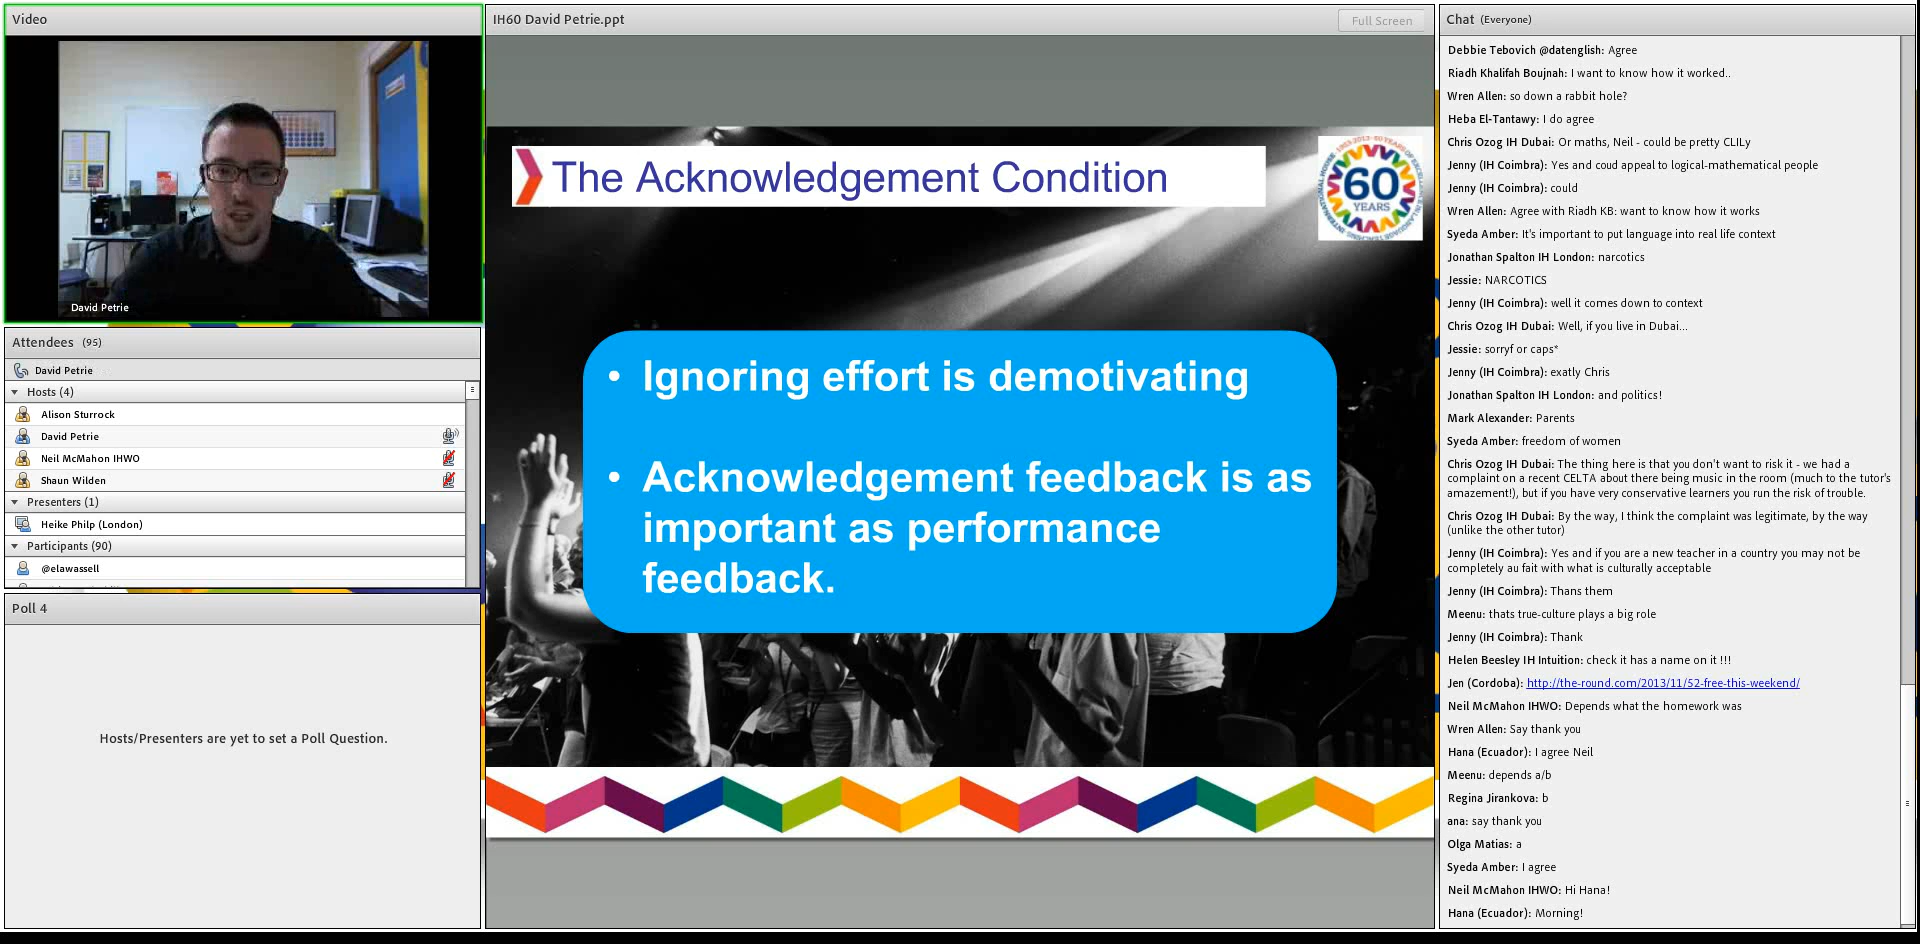 Video
David Petrie
Attendees (95)
David Petrie
Hosts (4)
Alison Sturrock
David Petrie
Neil McMahon IHWO
Shaun Wilden
Presenters (1)
Heike Philp (London)
Participants (90)
@elawassell
Poll 4
Hosts/Presenters are yet to set a Poll Question.
IH60 David Petrie.ppt
Full Screen
The Acknowledgement Condition
60
YEARS
• Ignoring effort is demotivating
• Acknowledgement feedback is as
important as performance
feedback.
Chat (Everyone)
Debbie Tebovich @datenglish: Agree
Riadh Khalifah Boujnah: I want to know how it worked..
Wren Allen: so down a rabbit hole?
Heba El-Tantawy: I do agree
Chris Ozog IH Dubai: Or maths, Neil - could be pretty CLILy
Jenny (IH Coimbra): Yes and coud appeal to logical-mathematical people
Jenny (IH Coimbra): could
Wren Allen: Agree with Riadh KB: want to know how it works
Syeda Amber: It's important to put language into real life context
Jonathan Spalton IH London: narcotics
Jessie: NARCOTICS
Jenny (IH Coimbra): well it comes down to context
Chris Ozog IH Dubai: Well, if you live in Dubai...
Jessie: sorryf or caps*
Jenny (IH Coimbra): exatly Chris
Jonathan Spalton IH London: and politics!
Mark Alexander: Parents
Syeda Amber: freedom of women
Chris Ozog IH Dubai: The thing here is that you don't want to risk it - we had a
complaint on a recent CELTA about there being music in the room (much to the tutor's
amazement!), but if you have very conservative learners you run the risk of trouble.
Chris Ozog IH Dubai: By the way, I think the complaint was legitimate, by the way
(unlike the other tutor)
Jenny (IH Coimbra): Yes and if you are a new teacher in a country you may not be
completely au fait with what is culturally acceptable
Jenny (IH Coimbra): Thans them
Meenu: thats true-culture plays a big role
Jenny (IH Coimbra): Thank
Helen Beesley IH Intuition: check it has a name on it !!!
Jen (Cordoba): http://the-round.com/2013/11/52-free-this-weekend/
Neil McMahon IHWO: Depends what the homework was
Wren Allen: Say thank you
Hana (Ecuador): I agree Neil
Meenu: depends a/b
Regina Jirankova: b
ana: say thank you
Olga Matias: a
Syeda Amber: I agree
Neil McMahon IHWO: Hi Hana!
Hana (Ecuador): Morning!